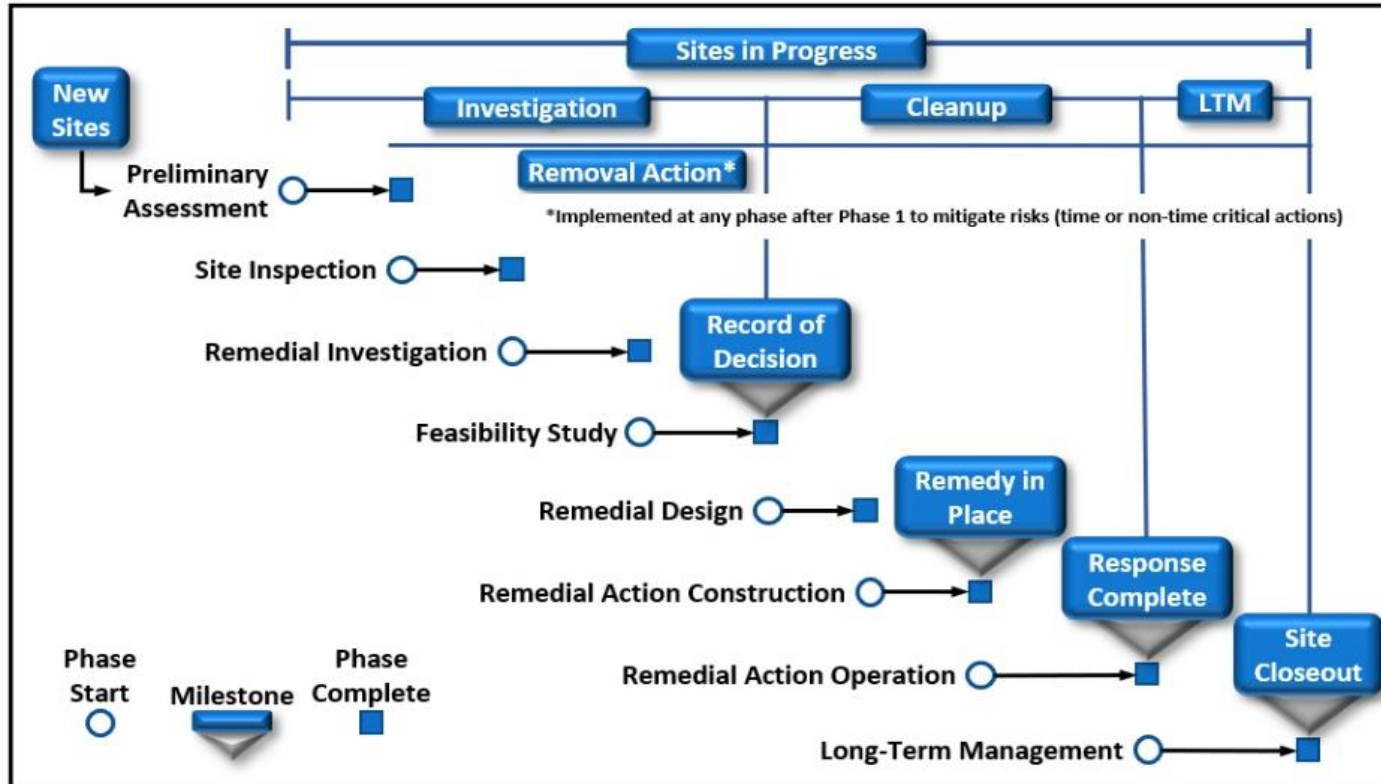 Sites in Progress
New
Sites
Investigation
Cleanup
LTM
Removal Action*
Preliminary
Assessment
*Implemented at any phase after Phase 1 to mitigate risks (time or non-time critical actions)
Site Inspection
Remedial Investigation
Record of
Decision
Feasibility Study
Remedial Design
Remedy in
Place
Remedial Action Construction
Response
Complete
Remedial Action Operation
Site
Closeout
Long-Term Management
Phase
Start
Milestone
Phase
Complete